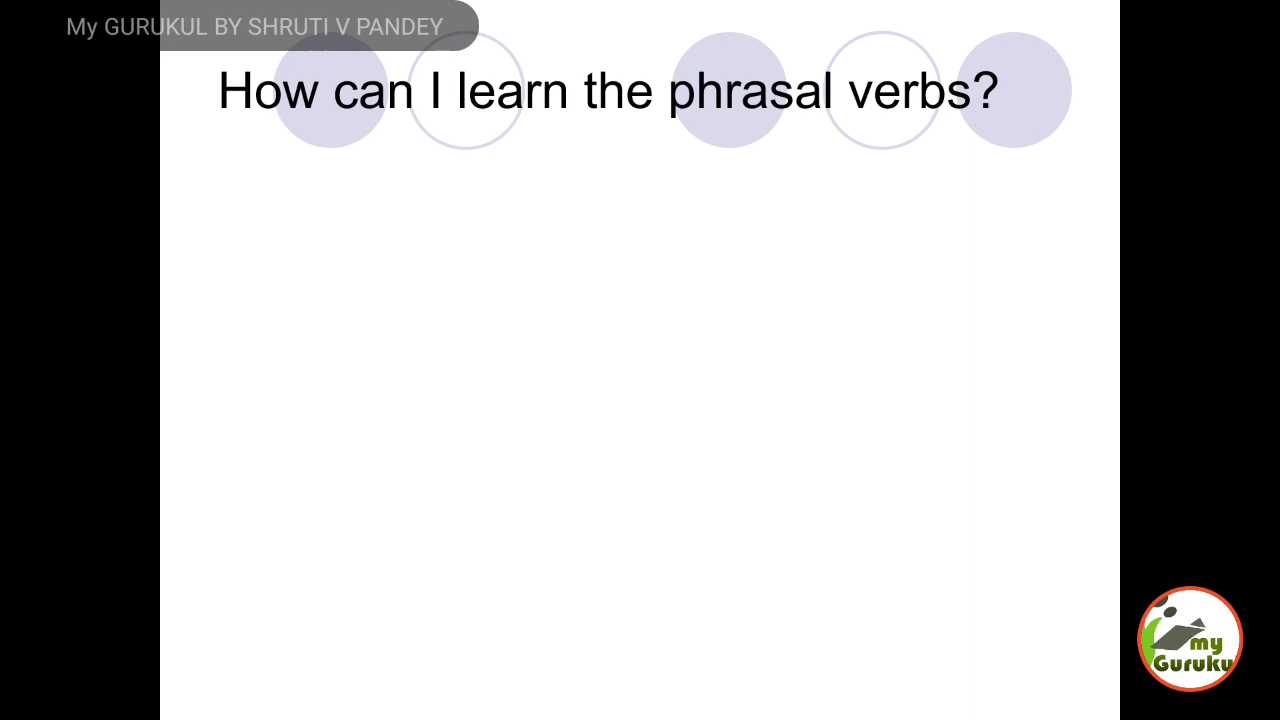 My GURUKUL BY SHRUTI V PANDEY
How can I learn the phrasal verbs?
my
Guruku